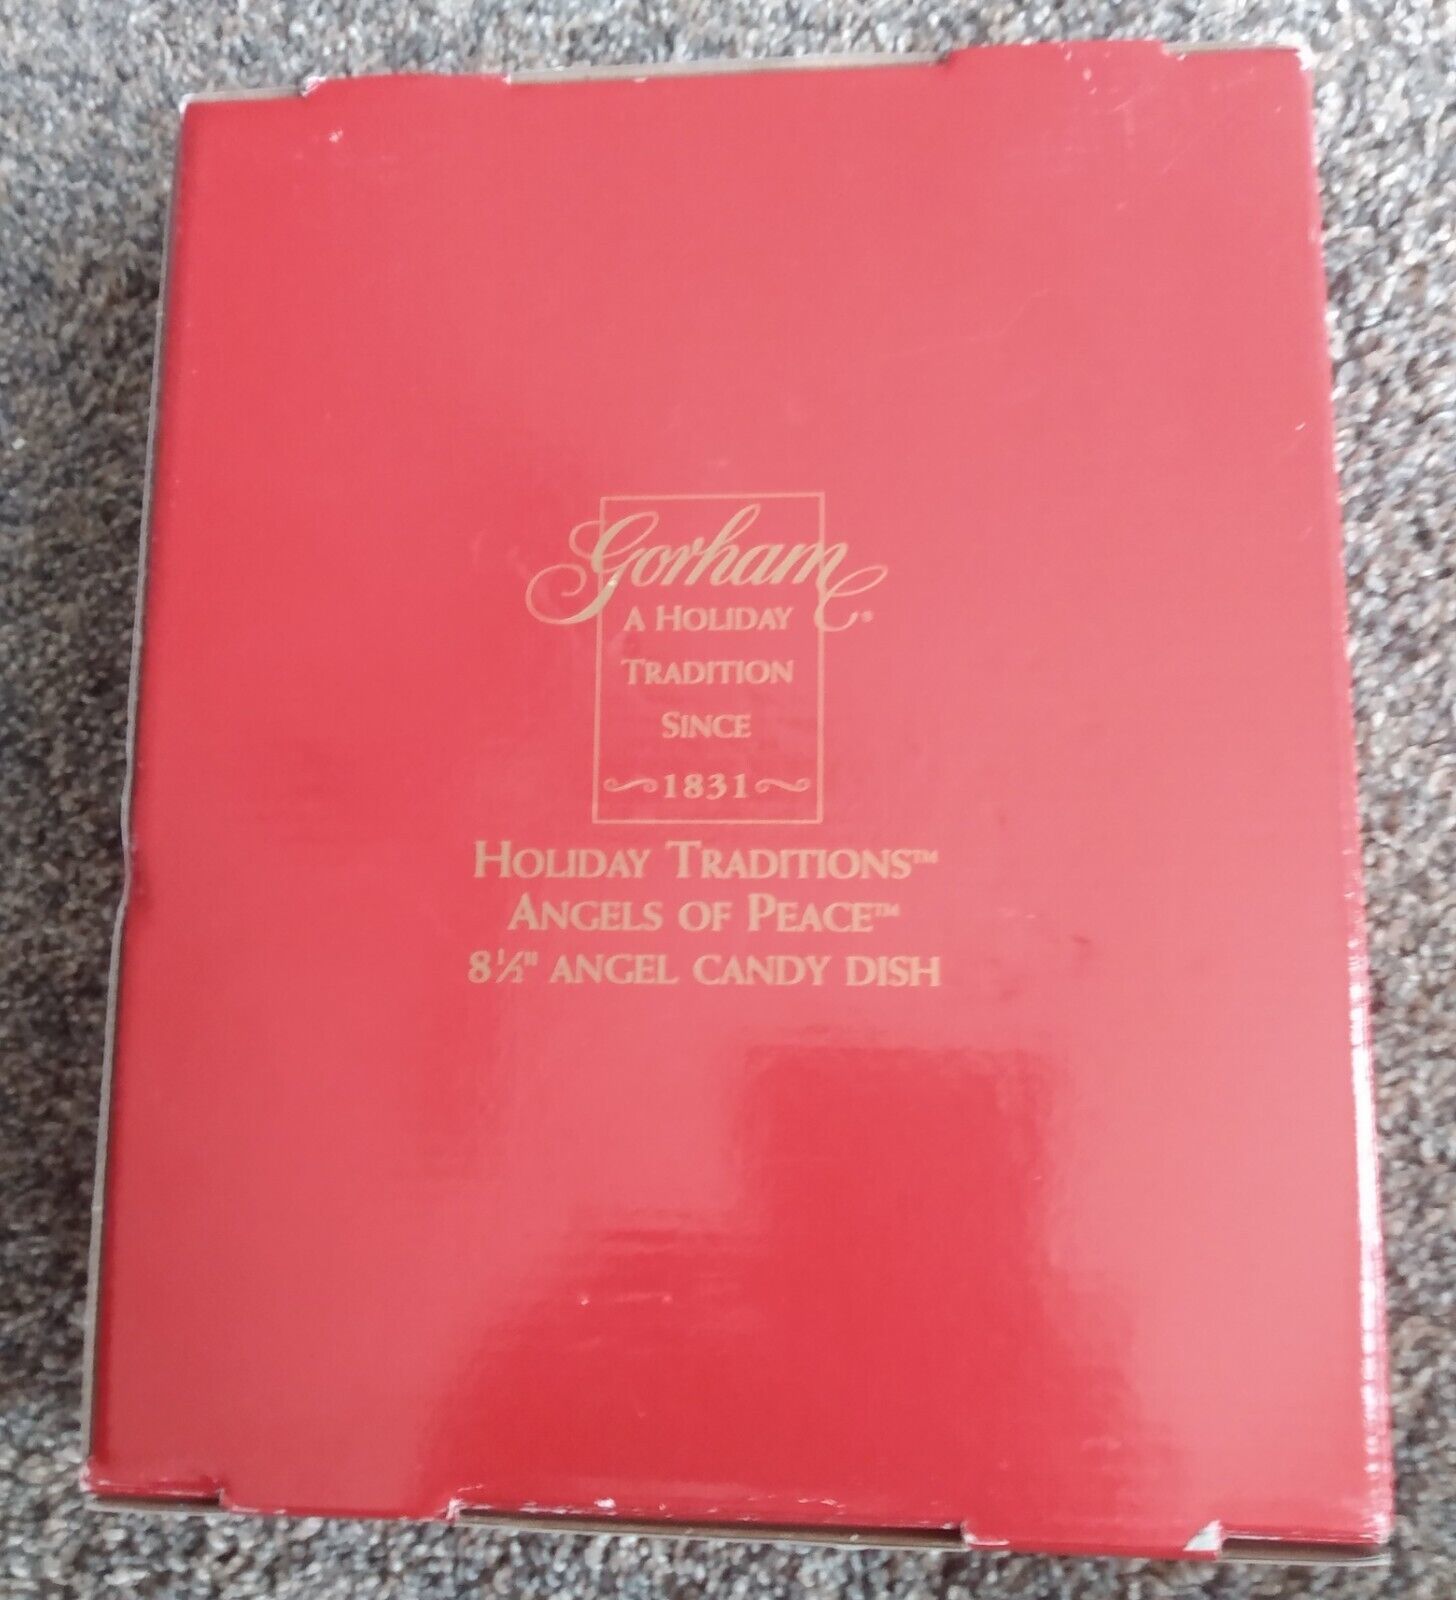 Gorham®
A HOLIDAY
TRADITION
SINCE
1831
HOLIDAY TRADITIONS™
ANGELS OF PEACE™
8½" ANGEL CANDY DISH